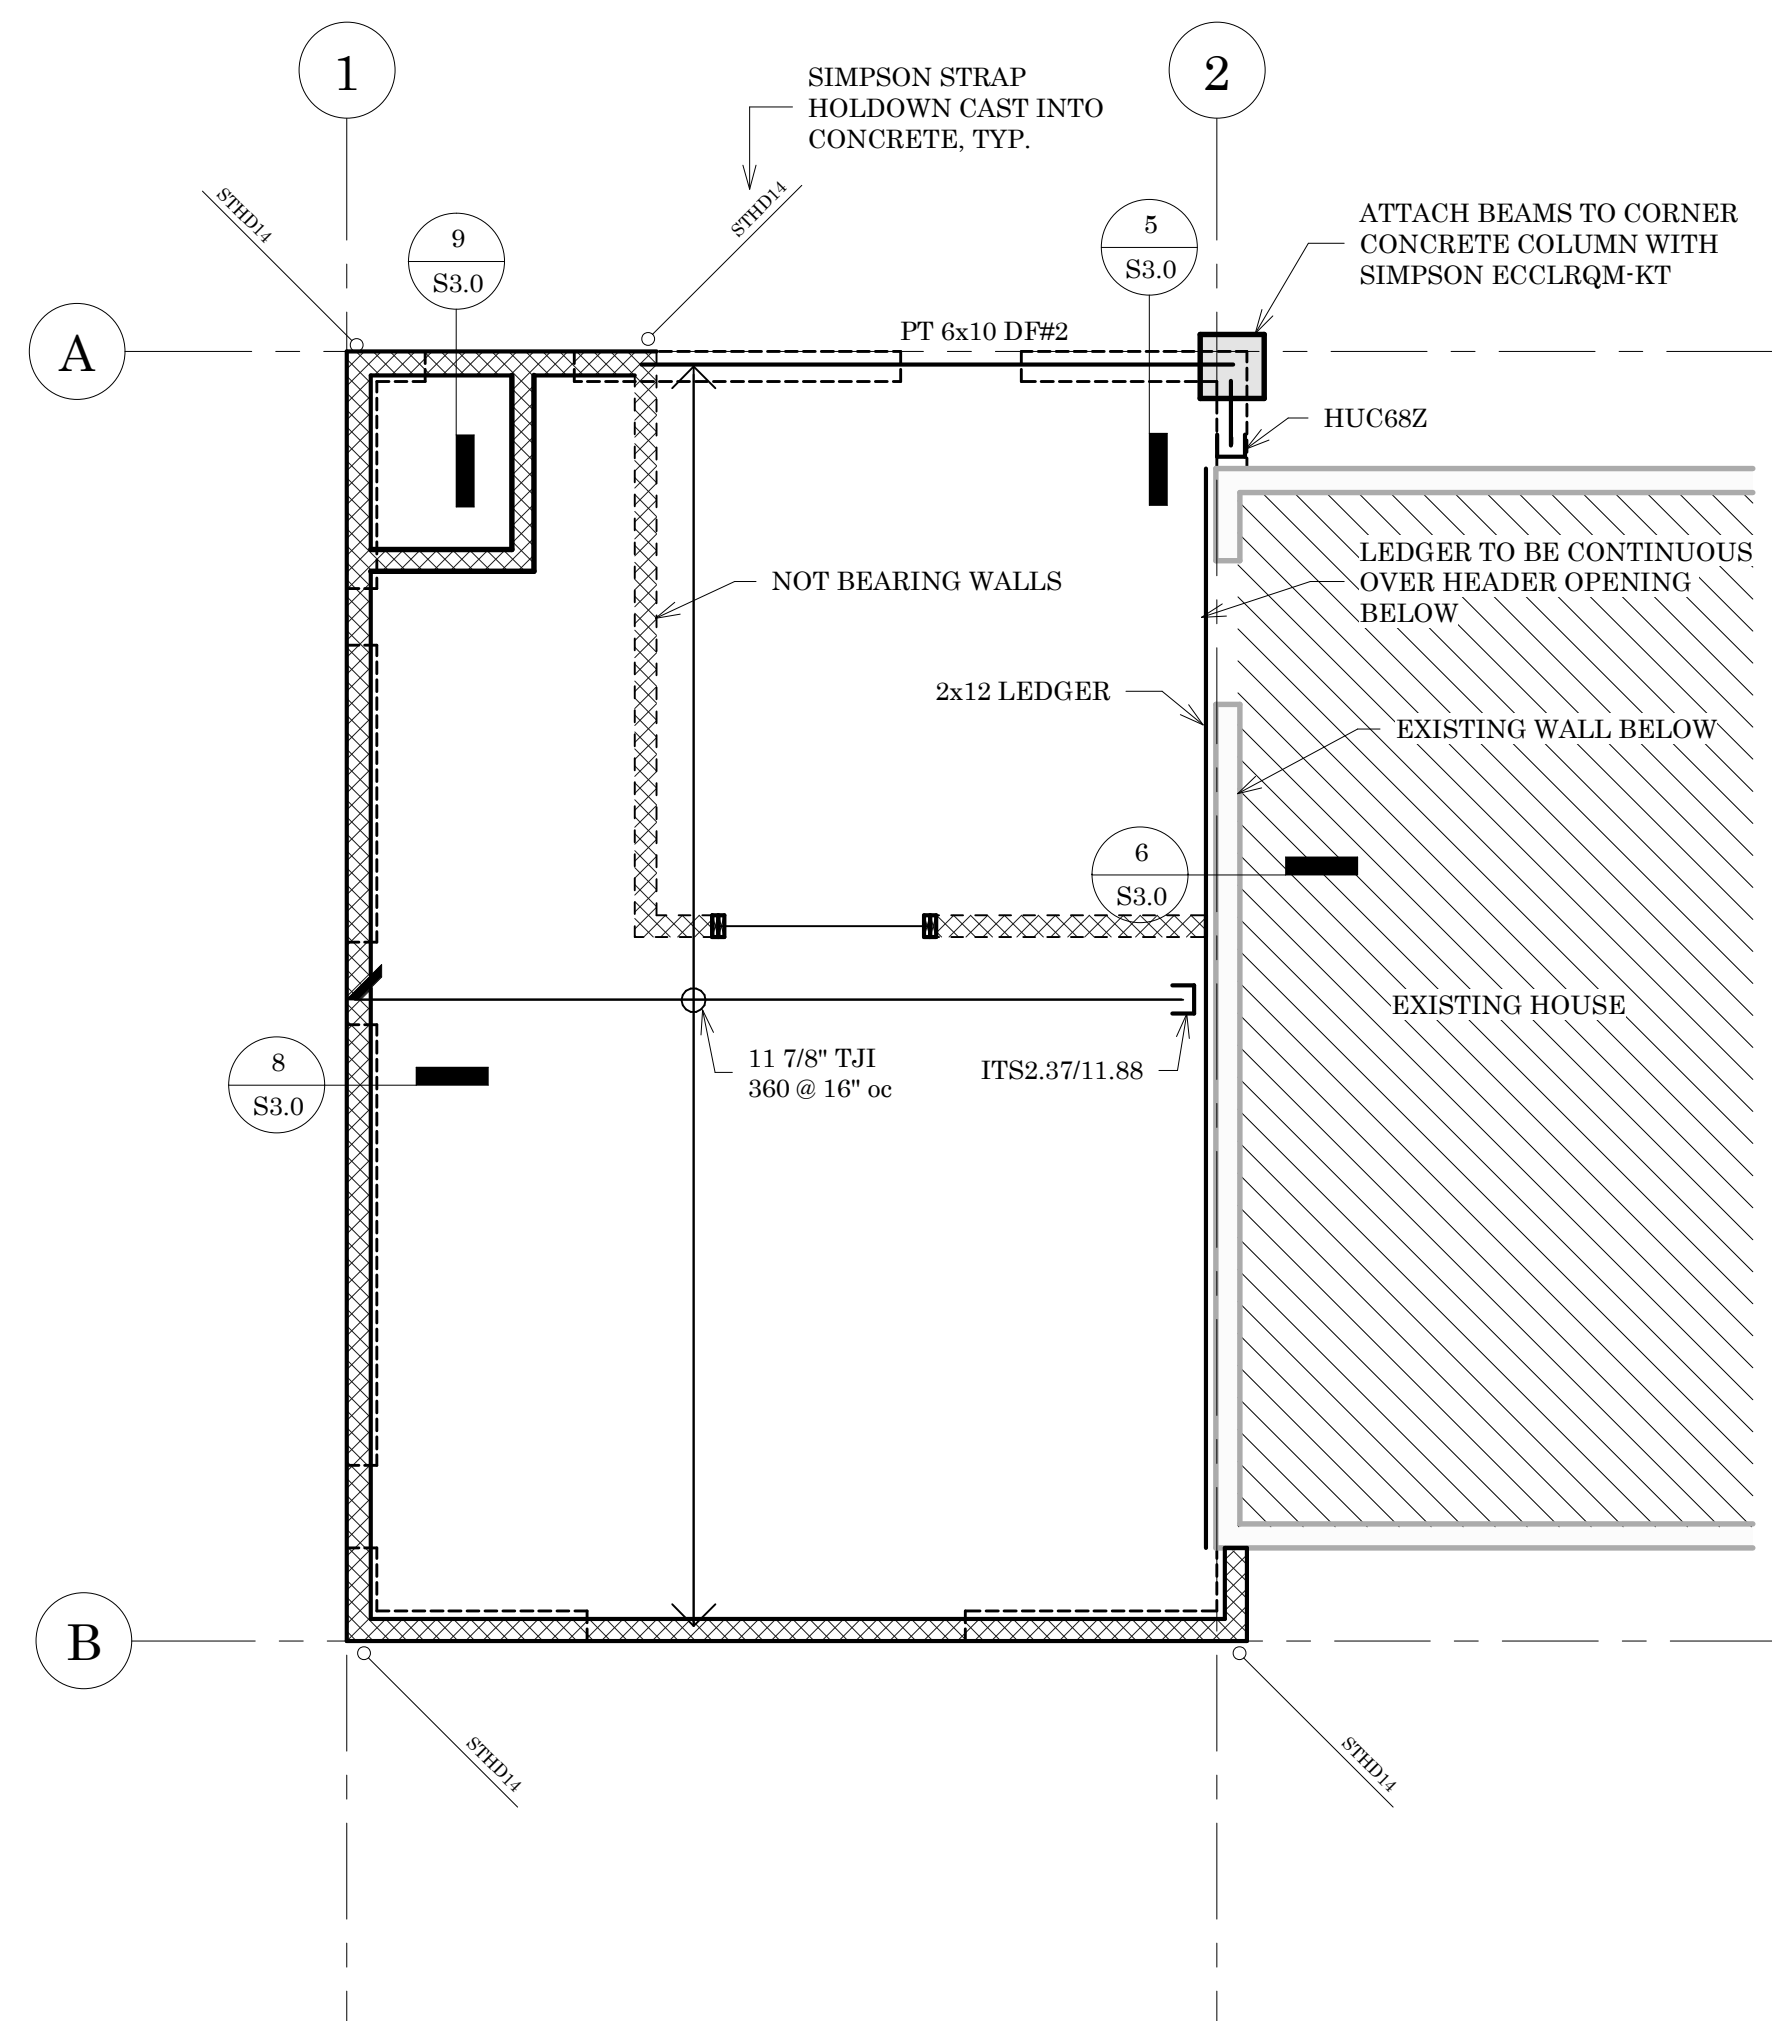 1
2
SIMPSON STRAP
HOLDOWN CAST INTO
CONCRETE, TYP.
STHD14
STHD14
9
S3.0
5
S3.0
ATTACH BEAMS TO CORNER
CONCRETE COLUMN WITH
SIMPSON ECCLRQM-KT
A
PT 6x10 DF#2
HUC68Z
NOT BEARING WALLS
LEDGER TO BE CONTINUOUS
OVER HEADER OPENING
BELOW
2x12 LEDGER
EXISTING WALL BELOW
6
S3.0
EXISTING HOUSE
8
S3.0
11 7/8" TJI
360 @ 16" oc
ITS2.37/11.88
B
STHD14
STHD14